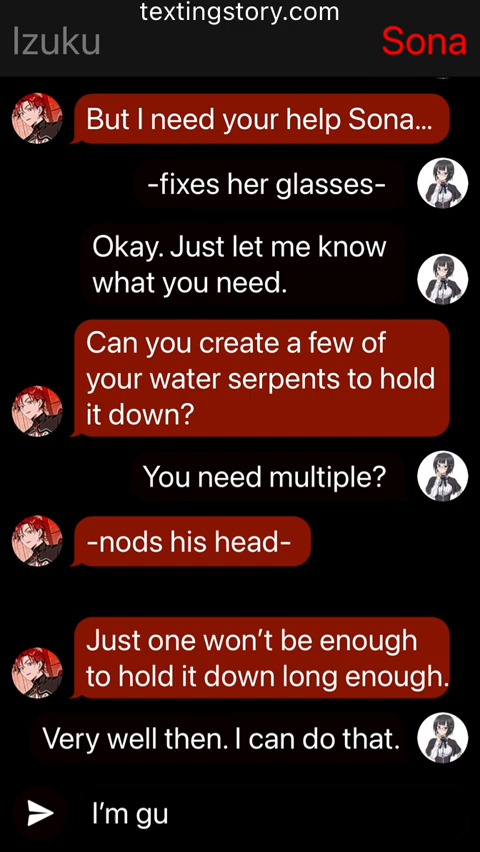 textingstory.com
Izuku
Sona
But I need your help Sona...
-fixes her glasses-
Okay. Just let me know
what you need.
Can you create a few of
your water serpents to hold
it down?
You need multiple?
-nods his head-
Just one won’t be enough
to hold it down long enough.
Very well then. I can do that.
I’m gu